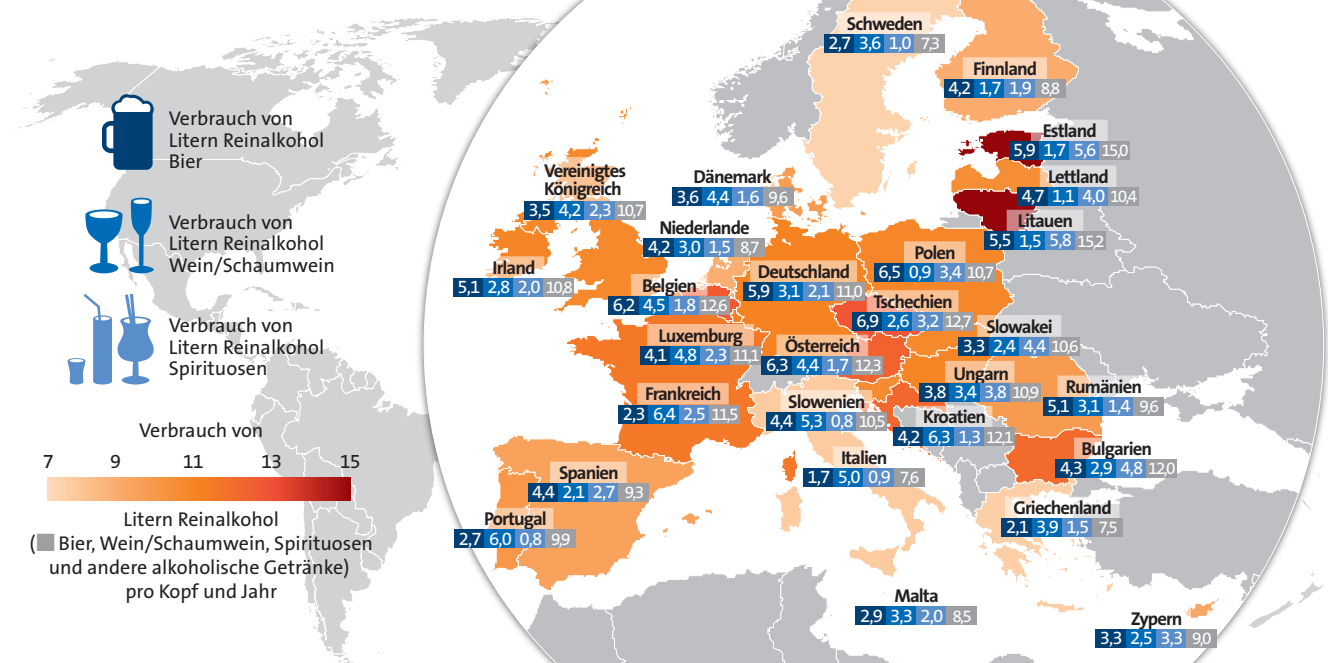 Verbrauch von
Litern Reinalkohol
Bier
Verbrauch von
Litern Reinalkohol
Wein/Schaumwein
Verbrauch von
Litern Reinalkohol
Spirituosen
Verbrauch von
7 9 11 13 15
Litern Reinalkohol
(Bier, Wein/Schaumwein, Spirituosen
und andere alkoholische Getränke)
pro Kopf und Jahr
Schweden
2,7 3,6 1,0 7,3
Finnland
4,2 1,7 1,9 8,8
Estland
5,9 1,7 5,6 15,0
Lettland
4,7 1,1 4,0 10,4
Litauen
5,5 1,5 5,8 15,2
Vereinigtes
Königreich
3,5 4,2 2,3 10,7
Dänemark
3,6 4,4 1,6 9,6
Niederlande
4,2 3,0 1,5 8,7
Irland
5,1 2,8 2,0 10,8
Belgien
6,2 4,5 1,8 12,6
Deutschland
5,9 3,1 2,1 11,0
Polen
6,5 0,9 3,4 10,7
Tschechien
6,9 2,6 3,2 12,7
Luxemburg
4,1 4,8 2,3 11,1
Österreich
6,3 4,4 1,7 12,3
Slowakei
3,3 2,4 4,4 10,6
Frankreich
2,3 6,4 2,5 11,5
Slowenien
4,4 5,3 0,8 10,5
Ungarn
3,8 3,4 3,8 10,9
Rumänien
5,1 3,1 1,4 9,6
Kroatien
4,2 6,3 1,3 12,1
Italien
1,7 5,0 0,9 7,6
Bulgarien
4,3 2,9 4,8 12,0
Spanien
4,4 2,1 2,7 9,3
Portugal
2,7 6,0 0,8 9,9
Griechenland
2,1 3,9 1,5 7,5
Malta
2,9 3,3 2,0 8,5
Zypern
3,3 2,5 3,3 9,0